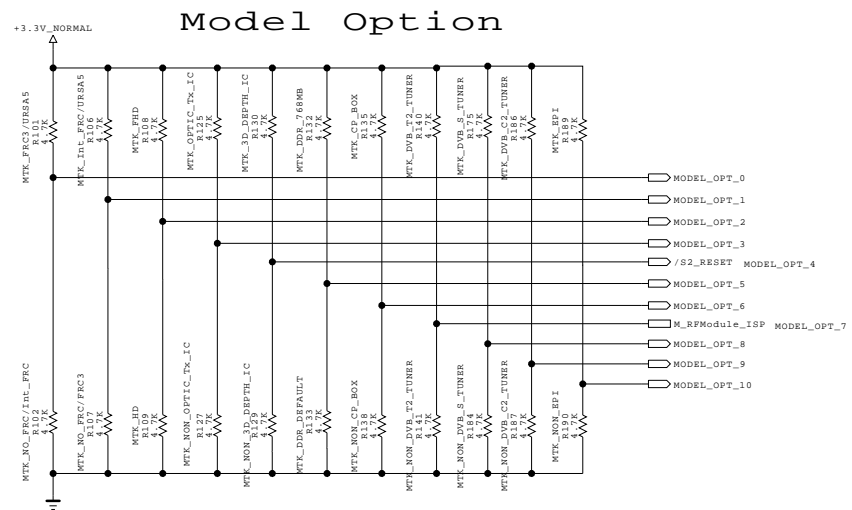 Model Option
+3.3V_NORMAL
MTK_FRC3/URSA5
R101
4.7K
MTK_Int_FRC/URSA5
R106
4.7K
MTK_FHD
R108
4.7K
MTK_OPTIC_Tx_IC
R125
4.7K
MTK_3D_DEPTH_IC
R130
4.7K
MTK_DDR_768MB
R132
4.7K
MTK_CP_BOX
R135
4.7K
MTK_DVB_T2_TUNER
R140
4.7K
MTK_DVB_S_TUNER
R175
4.7K
MTK_DVB_C2_TUNER
R186
4.7K
MTK_EPI
R189
4.7K
MODEL_OPT_0
MODEL_OPT_1
MODEL_OPT_2
MODEL_OPT_3
/S2_RESET MODEL_OPT_4
MODEL_OPT_5
MODEL_OPT_6
M_RFModule_ISP MODEL_OPT_7
MODEL_OPT_8
MODEL_OPT_9
MODEL_OPT_10
MTK_NO_FRC/Int_FRC
R102
4.7K
MTK_NO_FRC/FRC3
R107
4.7K
MTK_HD
R109
4.7K
MTK_NON_OPTIC_Tx_IC
R127
4.7K
MTK_NON_3D_DEPTH_IC
R129
4.7K
MTK_DDR_DEFAULT
R133
4.7K
MTK_NON_CP_BOX
R138
4.7K
MTK_NON_DVB_T2_TUNER
R141
4.7K
MTK_NON_DVB_S_TUNER
R184
4.7K
MTK_NON_DVB_C2_TUNER
R187
4.7K
MTK_NON_EPI
R190
4.7K